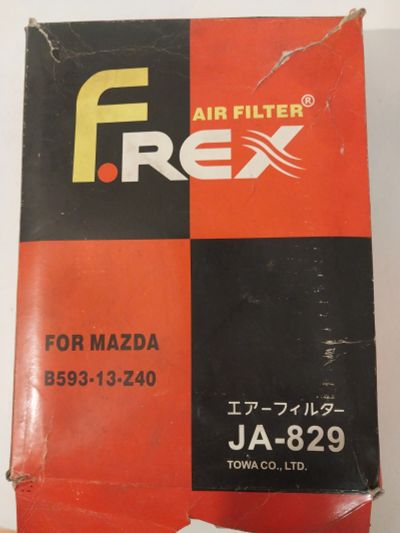 AIR FILTER®
F.REX
FOR MAZDA
B593-13-Z40
エアーフィルター
JA-829
TOWA CO., LTD.